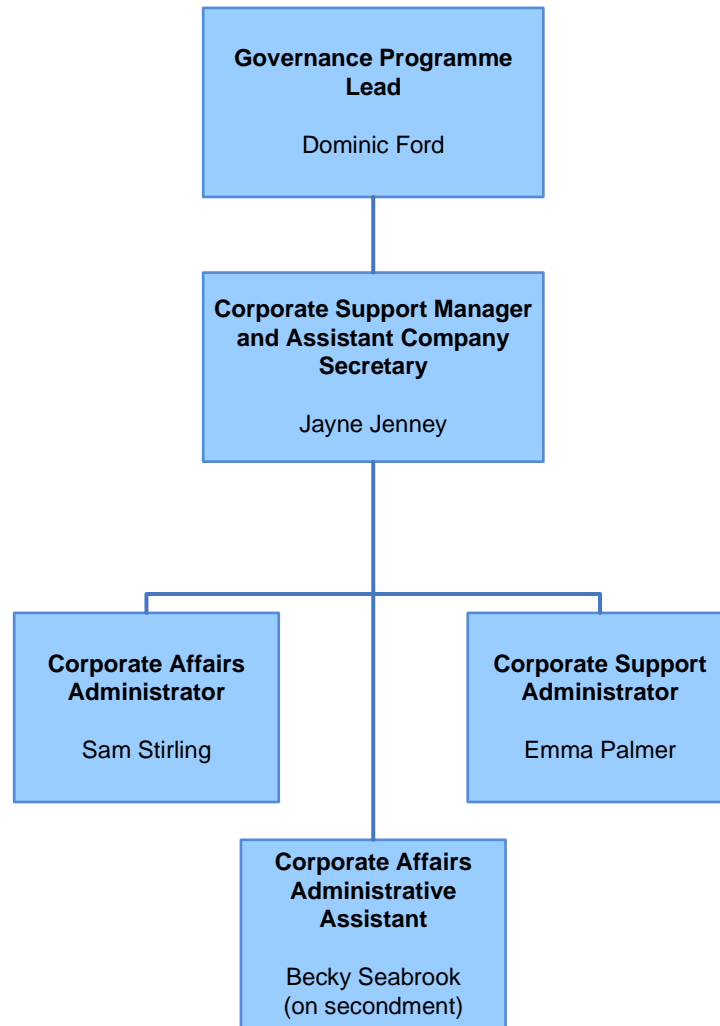 Governance Programme
Lead
Dominic Ford
Corporate Support Manager
and Assistant Company
Secretary
Jayne Jenney
Corporate Affairs
Administrator
Sam Stirling
Corporate Support
Administrator
Emma Palmer
Corporate Affairs
Administrative
Assistant
Becky Seabrook
(on secondment)